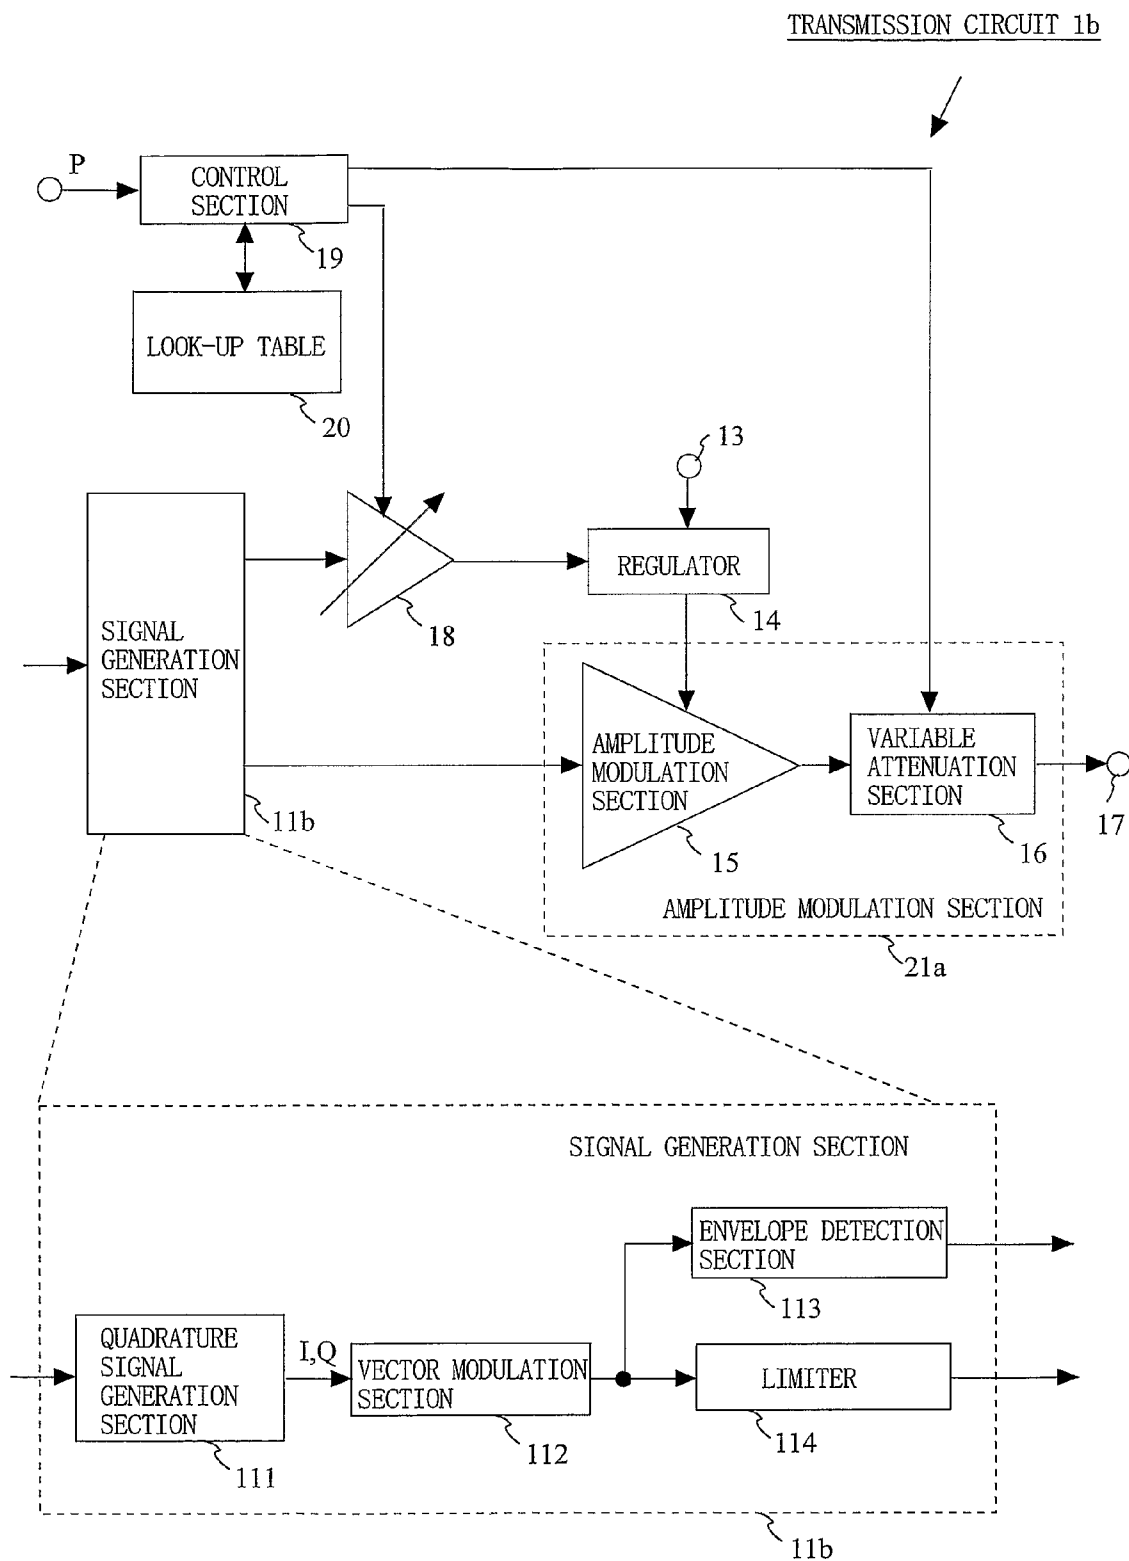 TRANSMISSION CIRCUIT 1b
P
CONTROL
SECTION
19
LOOK-UP TABLE
20
13
REGULATOR
14
18
SIGNAL
GENERATION
SECTION
11b
AMPLITUDE
MODULATION
SECTION
15
VARIABLE
ATTENUATION
SECTION
16
17
AMPLITUDE MODULATION SECTION
21a
SIGNAL GENERATION SECTION
ENVELOPE DETECTION
SECTION
113
QUADRATURE
SIGNAL
GENERATION
SECTION
111
I,Q
VECTOR MODULATION
SECTION
112
LIMITER
114
11b